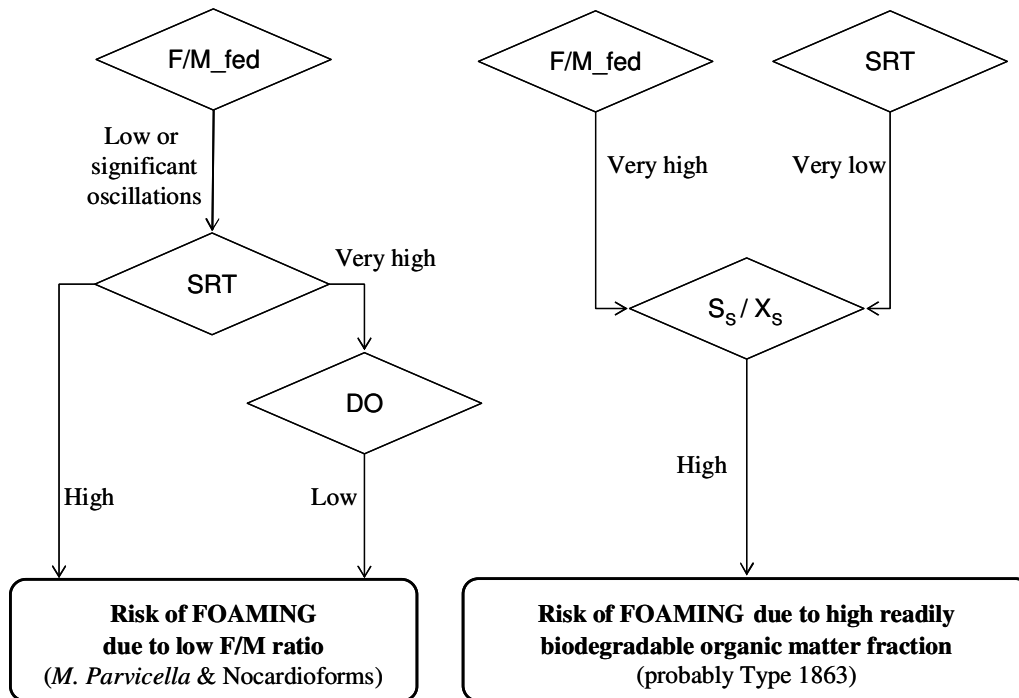 F/M_fed
Low or
significant
oscillations
SRT
Very high
DO
High
Low
Risk of FOAMING
due to low F/M ratio
(M. Parvicella & Nocardioforms)
F/M_fed
SRT
Very high
Very low
S_S / X_S
High
Risk of FOAMING due to high readily
biodegradable organic matter fraction
(probably Type 1863)